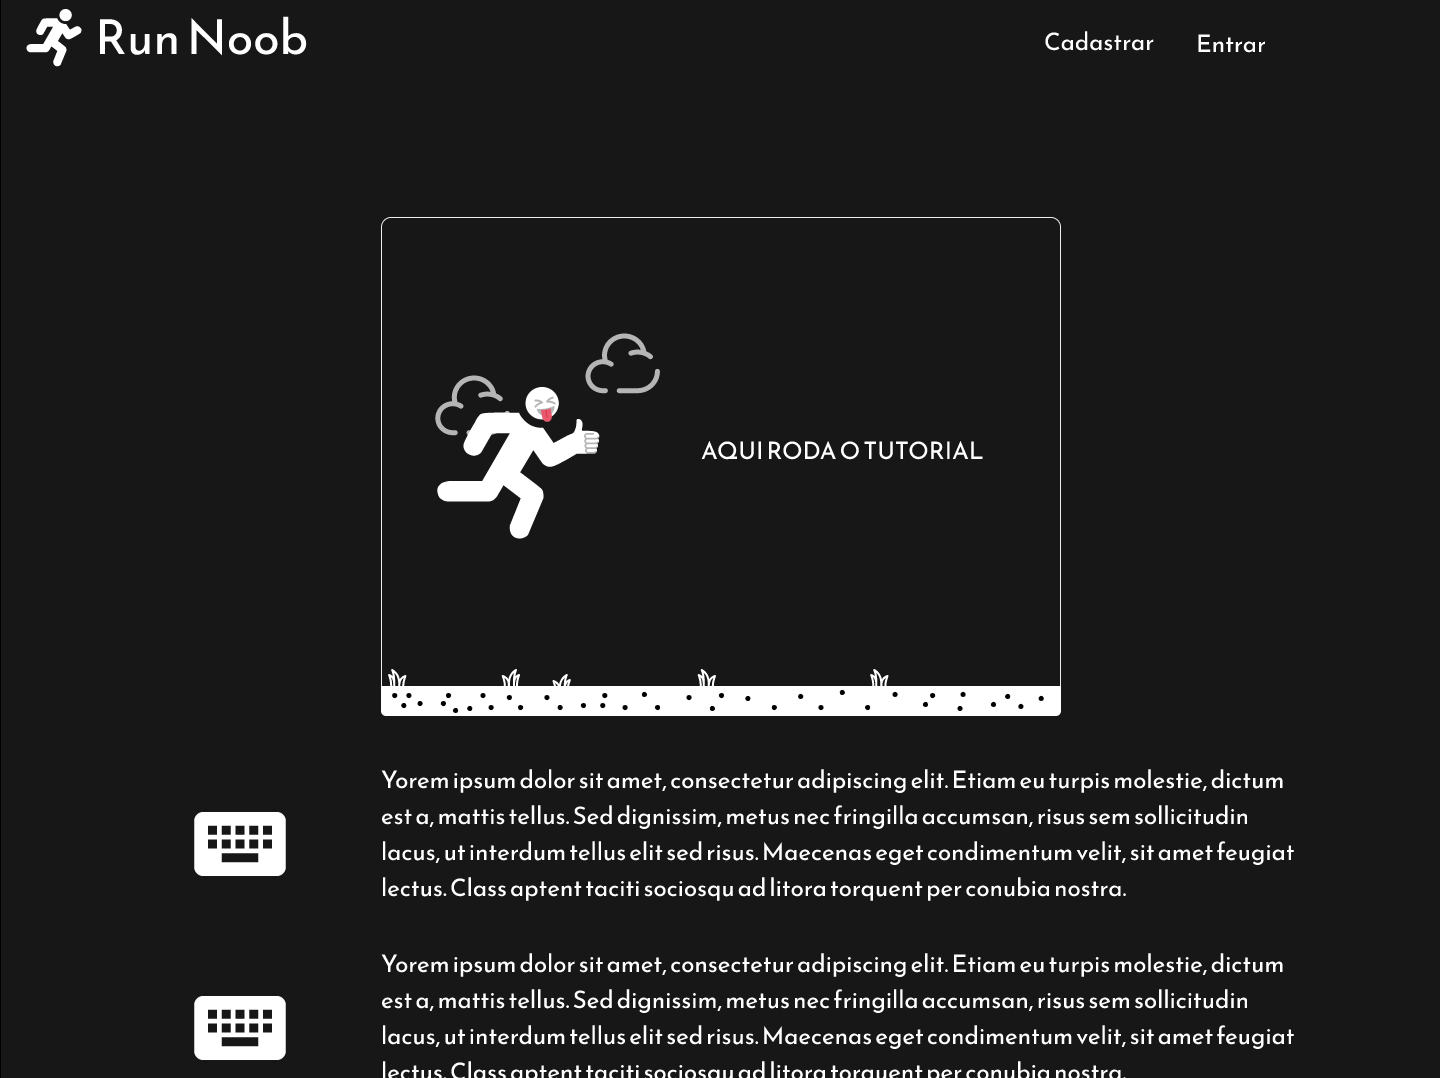 Run Noob
Cadastrar
Entrar
AQUI RODA O TUTORIAL
Yorem ipsum dolor sit amet, consectetur adipiscing elit. Etiam eu turpis molestie, dictum
est a, mattis tellus. Sed dignissim, metus nec fringilla accumsan, risus sem sollicitudin
lacus, ut interdum tellus elit sed risus. Maecenas eget condimentum velit, sit amet feugiat
lectus. Class aptent taciti sociosqu ad litora torquent per conubia nostra.
Yorem ipsum dolor sit amet, consectetur adipiscing elit. Etiam eu turpis molestie, dictum
est a, mattis tellus. Sed dignissim, metus nec fringilla accumsan, risus sem sollicitudin
lacus, ut interdum tellus elit sed risus. Maecenas eget condimentum velit, sit amet feugiat
lectus. Class aptent taciti sociosqu ad litora torquent per conubia nostra.